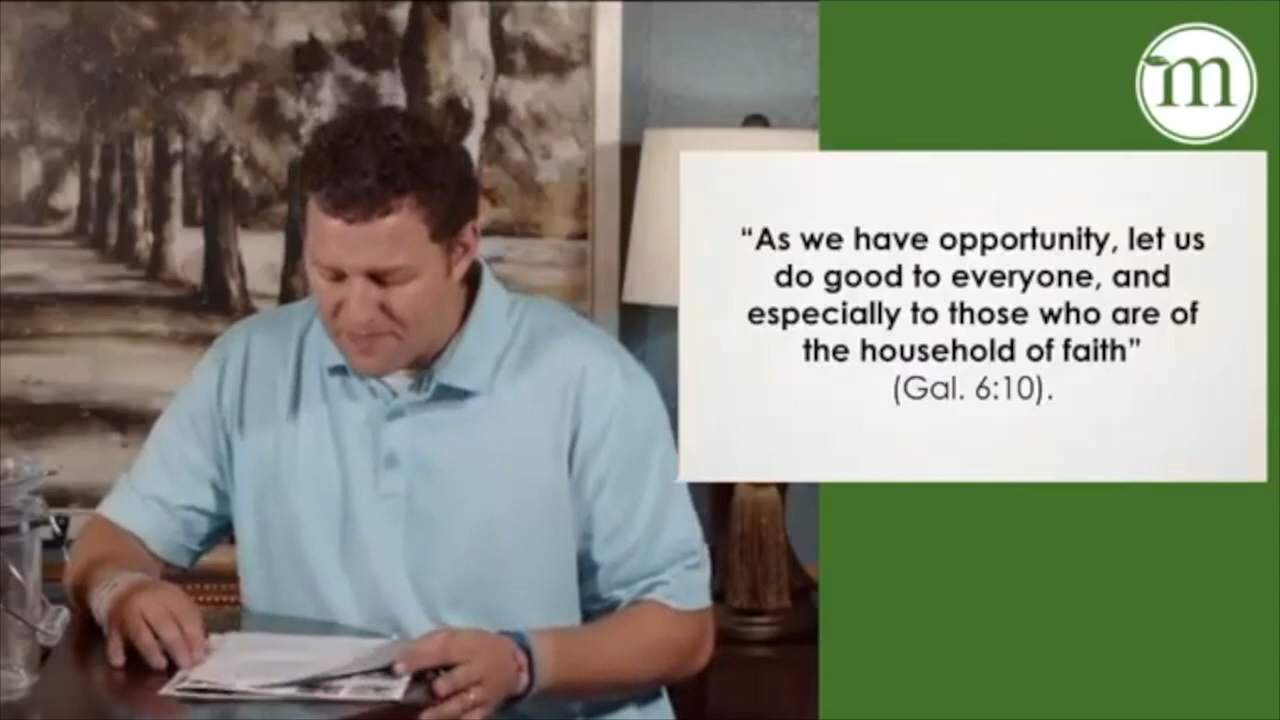 m
“As we have opportunity, let us
do good to everyone, and
especially to those who are of
the household of faith”
(Gal. 6:10).